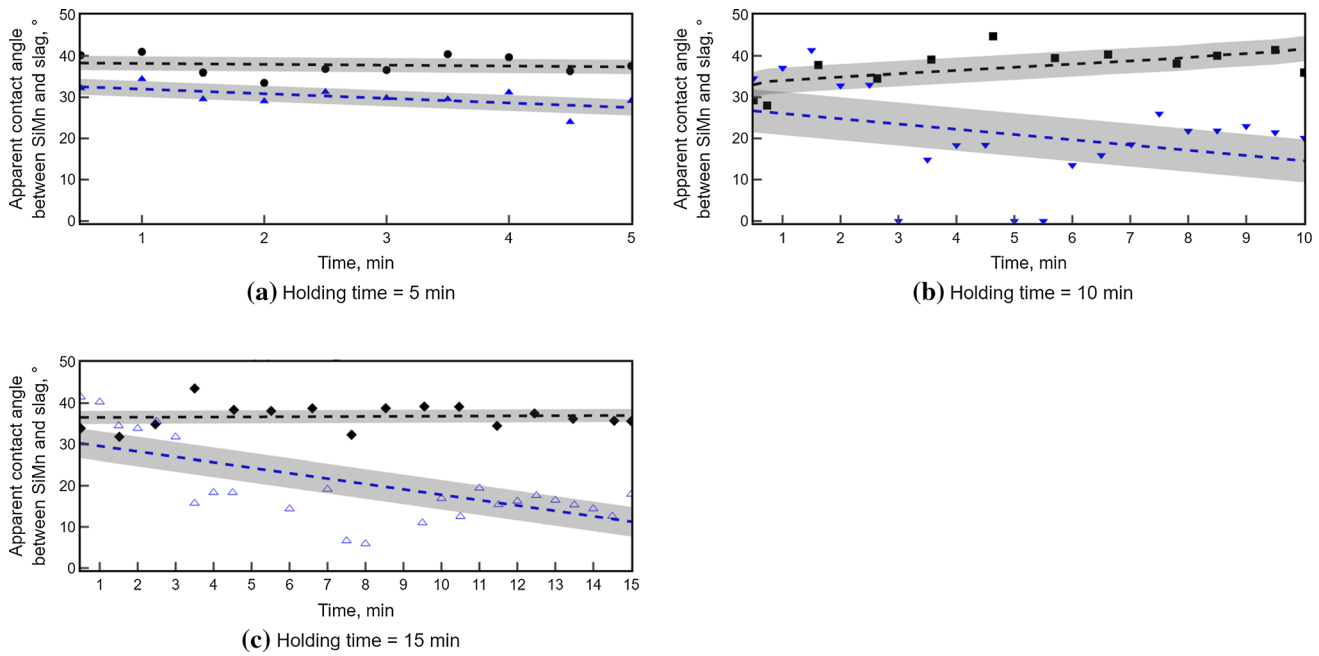 Apparent contact angle
between SiMn and slag, °
50
40
30
20
10
0
1 2 3 4 5
Time, min
(a) Holding time = 5 min
Apparent contact angle
between SiMn and slag, °
50
40
30
20
10
0
1 2 3 4 5 6 7 8 9 10
Time, min
(b) Holding time = 10 min
Apparent contact angle
between SiMn and slag, °
50
40
30
20
10
0
1 2 3 4 5 6 7 8 9 10 11 12 13 14 15
Time, min
(c) Holding time = 15 min